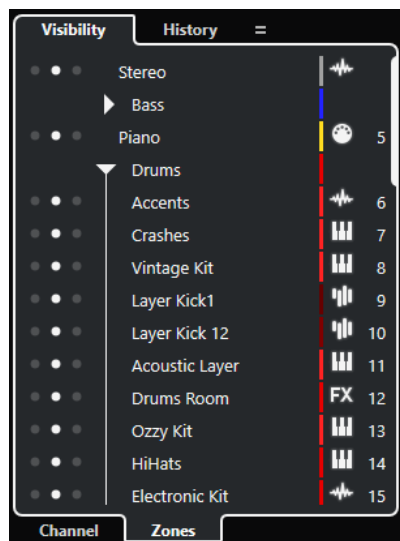 Visibility History =
Stereo
Bass
Piano 5
Drums
Accents 6
Crashes 7
Vintage Kit 8
Layer Kick1 9
Layer Kick 12 10
Acoustic Layer 11
Drums Room FX 12
Ozzy Kit 13
HiHats 14
Electronic Kit 15
Channel Zones